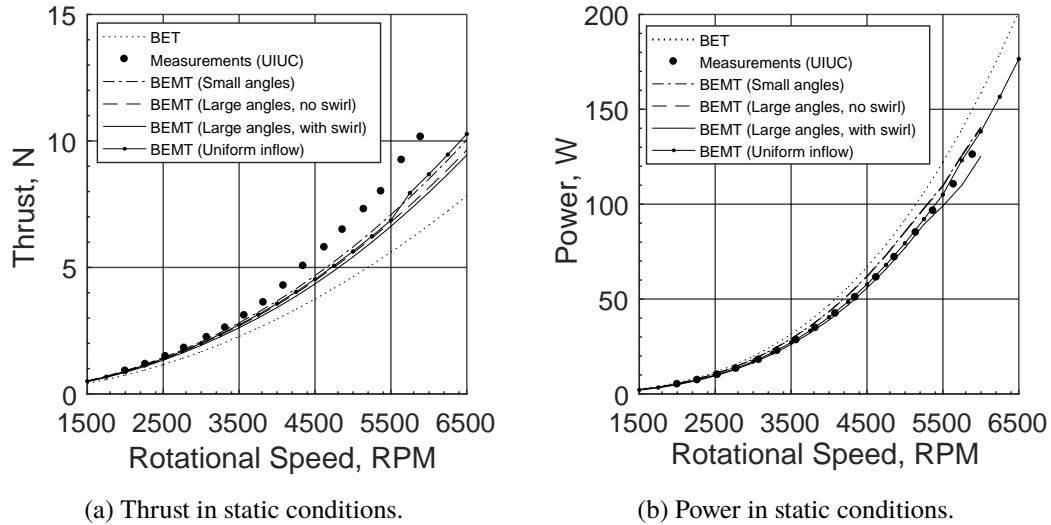 15
10
5
0
Thrust, N
BET
Measurements (UIUC)
BEMT (Small angles)
BEMT (Large angles, no swirl)
BEMT (Large angles, with swirl)
BEMT (Uniform inflow)
1500 2500 3500 4500 5500 6500
Rotational Speed, RPM
(a) Thrust in static conditions.
200
150
100
50
0
Power, W
BET
Measurements (UIUC)
BEMT (Small angles)
BEMT (Large angles, no swirl)
BEMT (Large angles, with swirl)
BEMT (Uniform inflow)
1500 2500 3500 4500 5500 6500
Rotational Speed, RPM
(b) Power in static conditions.